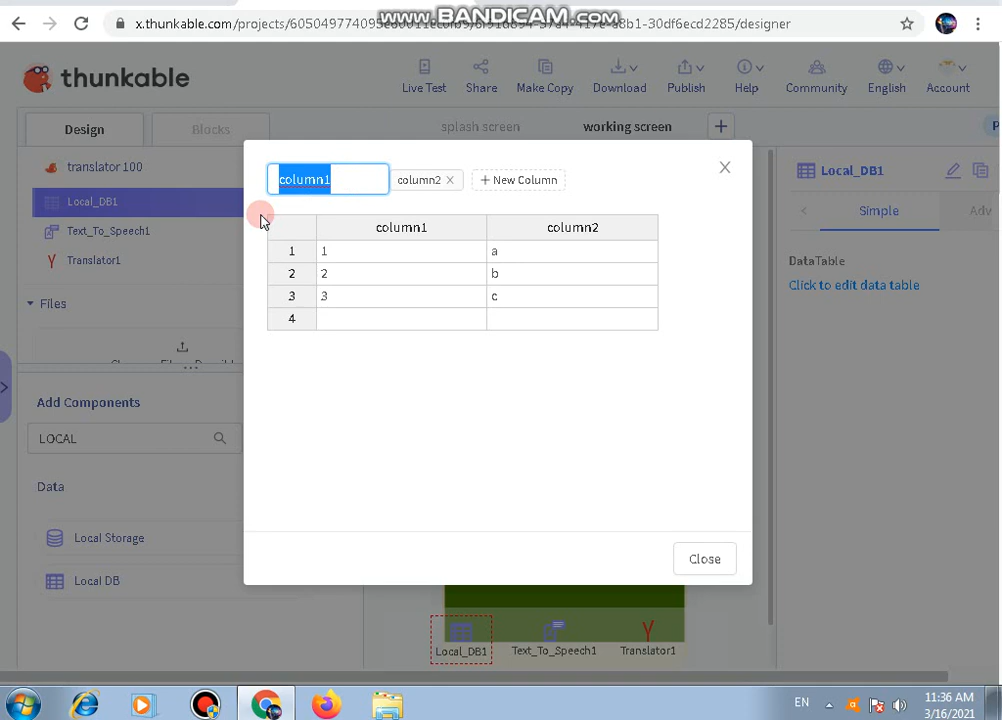 www.BANDICAM.com
x.thunkable.com/projects/
/designer
thunkable
Live Test
Share
Make Copy
Download
Publish
Help
Community
English
Account
Design
Blocks
splash screen
working screen
translator 100
Local_DB1
Text_To_Speech1
Translator1
Files
Add Components
LOCAL
Data
Local Storage
Local DB
column1
column2
New Column
column1 column2
1 1 a
2 2 b
3 3 c
4
Close
Local_DB1
Simple
Adv
DataTable
Click to edit data table
Local_DB1
Text_To_Speech1
Translator1
EN
11:36 AM
3/16/2021